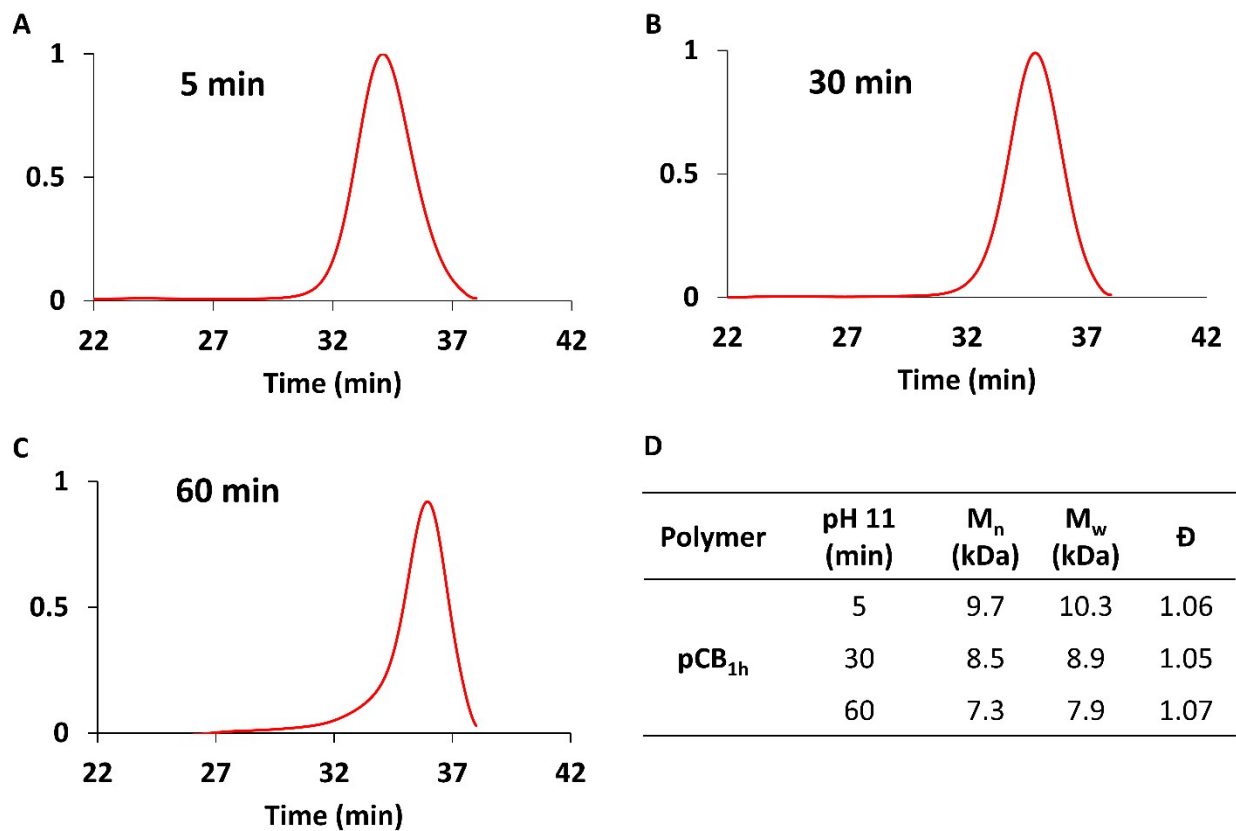 A
5 min
1
0.5
0
22 27 32 37 42
Time (min)
B
30 min
1
0.5
0
22 27 32 37 42
Time (min)
C
60 min
1
0.5
0
22 27 32 37 42
Time (min)
D
Polymer pH 11 (min) Mn (kDa) Mw (kDa) Đ
5 9.7 10.3 1.06
pCB1h 30 8.5 8.9 1.05
60 7.3 7.9 1.07